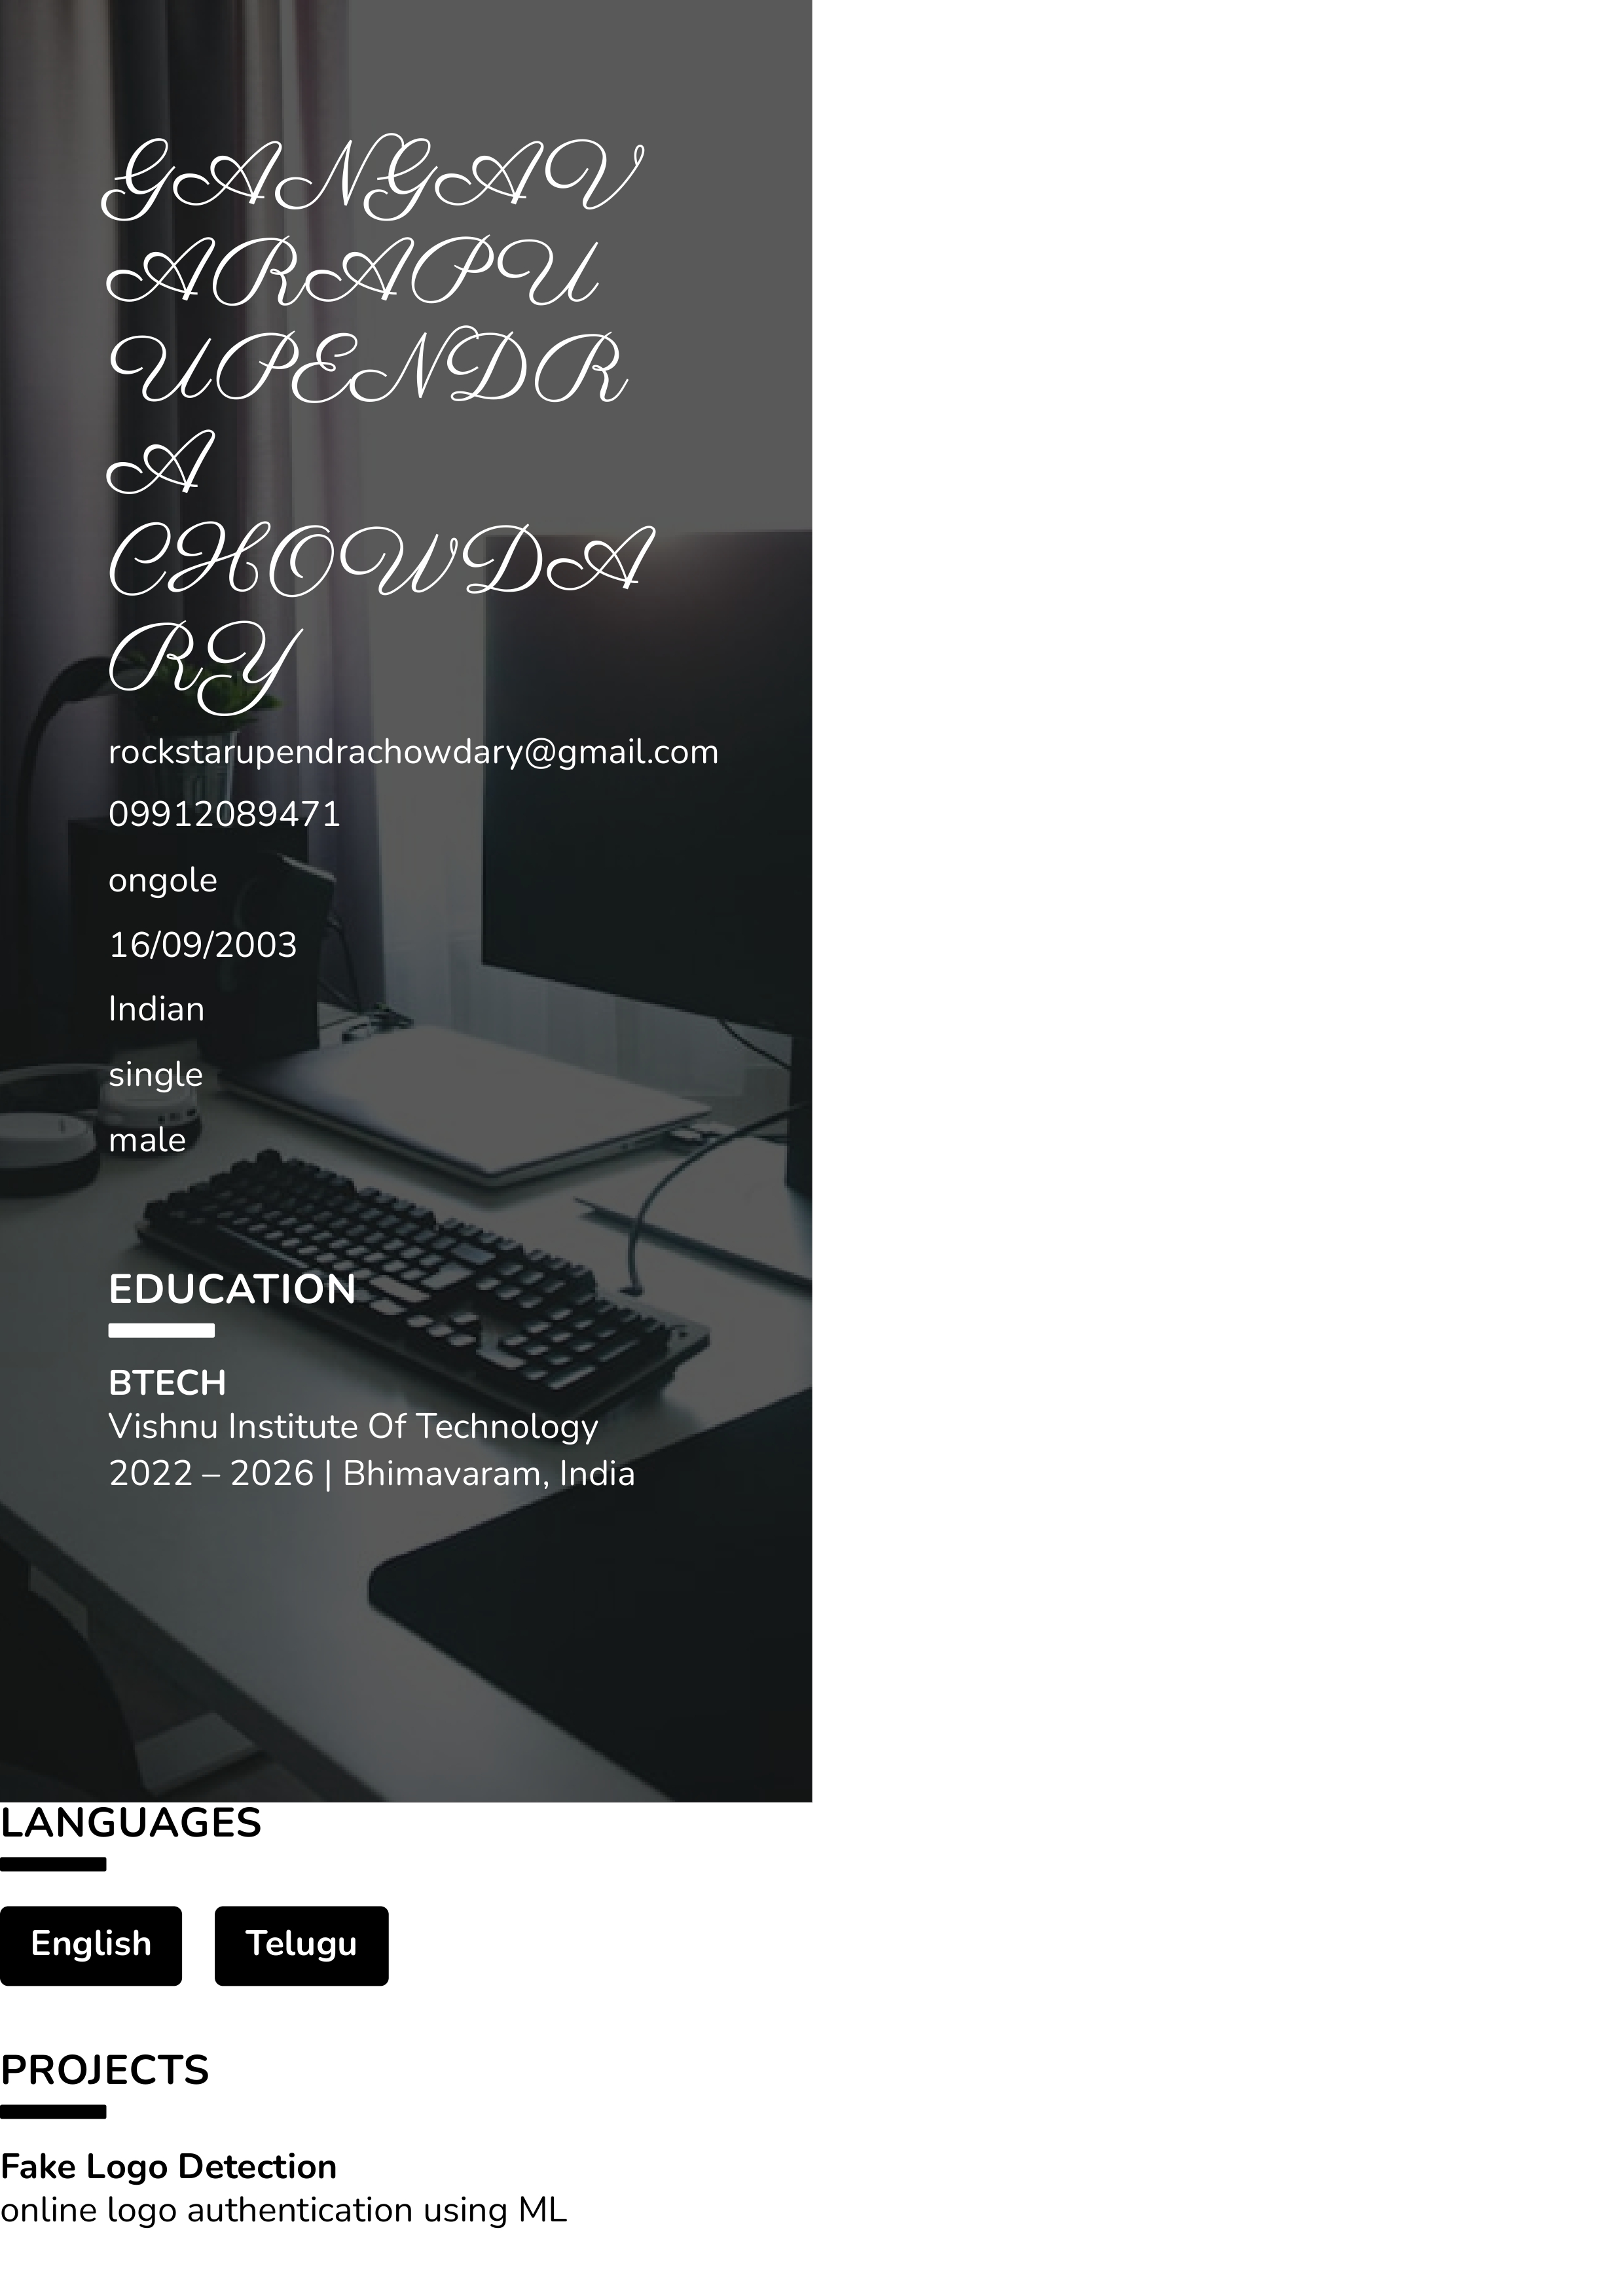 GANGAV
ARAPU
UPENDR
A
CHOWDA
RY
rockstarupendrachowdary@gmail.com
09912089471
ongole
16/09/2003
Indian
single
male
EDUCATION
BTECH
Vishnu Institute Of Technology
2022 – 2026 | Bhimavaram, India
LANGUAGES
English Telugu
PROJECTS
Fake Logo Detection
online logo authentication using ML